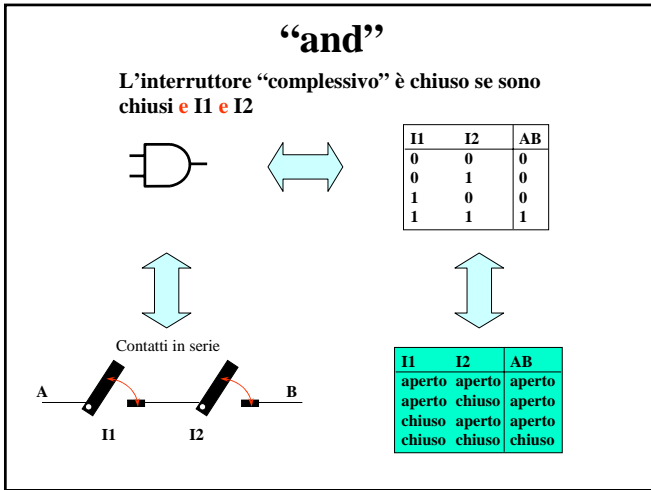 “and”
L’interruttore “complessivo” è chiuso se sono
chiusi e I1 e I2
I1 I2 AB
0 0 0
0 1 0
1 0 0
1 1 1
Contatti in serie
A B
I1 I2
I1 I2 AB
aperto aperto aperto
aperto chiuso aperto
chiuso aperto aperto
chiuso chiuso chiuso